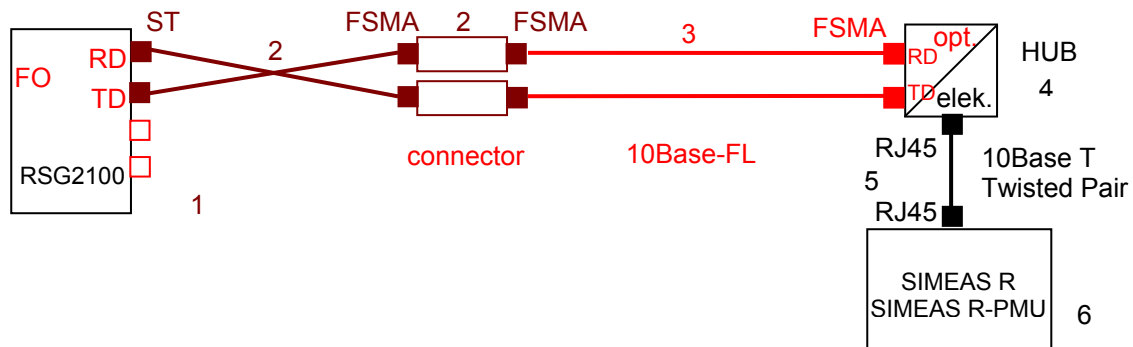 ST
FSMA
2
FSMA
3
FSMA
2
RD
FO
TD
RSG2100
1
connector
10Base-FL
opt.
RD
TD
elek.
HUB
4
RJ45
10Base T
5
Twisted Pair
RJ45
SIMEAS R
SIMEAS R-PMU
6